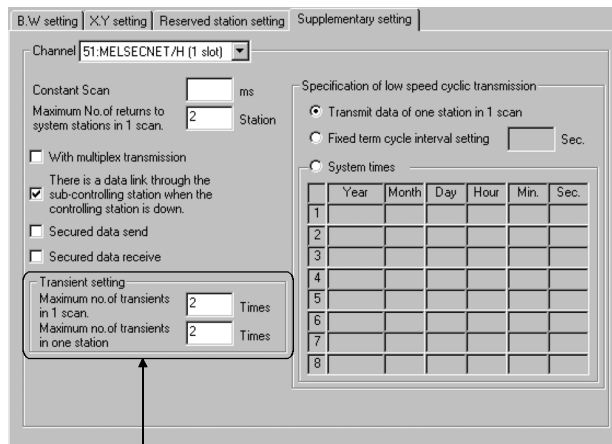 B.W setting X.Y setting Reserved station setting Supplementary setting
Channel 51:MELSECNET/H (1 slot)
Constant Scan ms
Maximum No.of returns to
system stations in 1 scan. 2 Station
With multiplex transmission
There is a data link through the
sub-controlling station when the
controlling station is down.
Secured data send
Secured data receive
Transient setting
Maximum no.of transients
in 1 scan. 2 Times
Maximum no.of transients
in one station 2 Times
Specification of low speed cyclic transmission
Transmit data of one station in 1 scan
Fixed term cycle interval setting Sec.
System times
Year Month Day Hour Min. Sec.
1
2
3
4
5
6
7
8